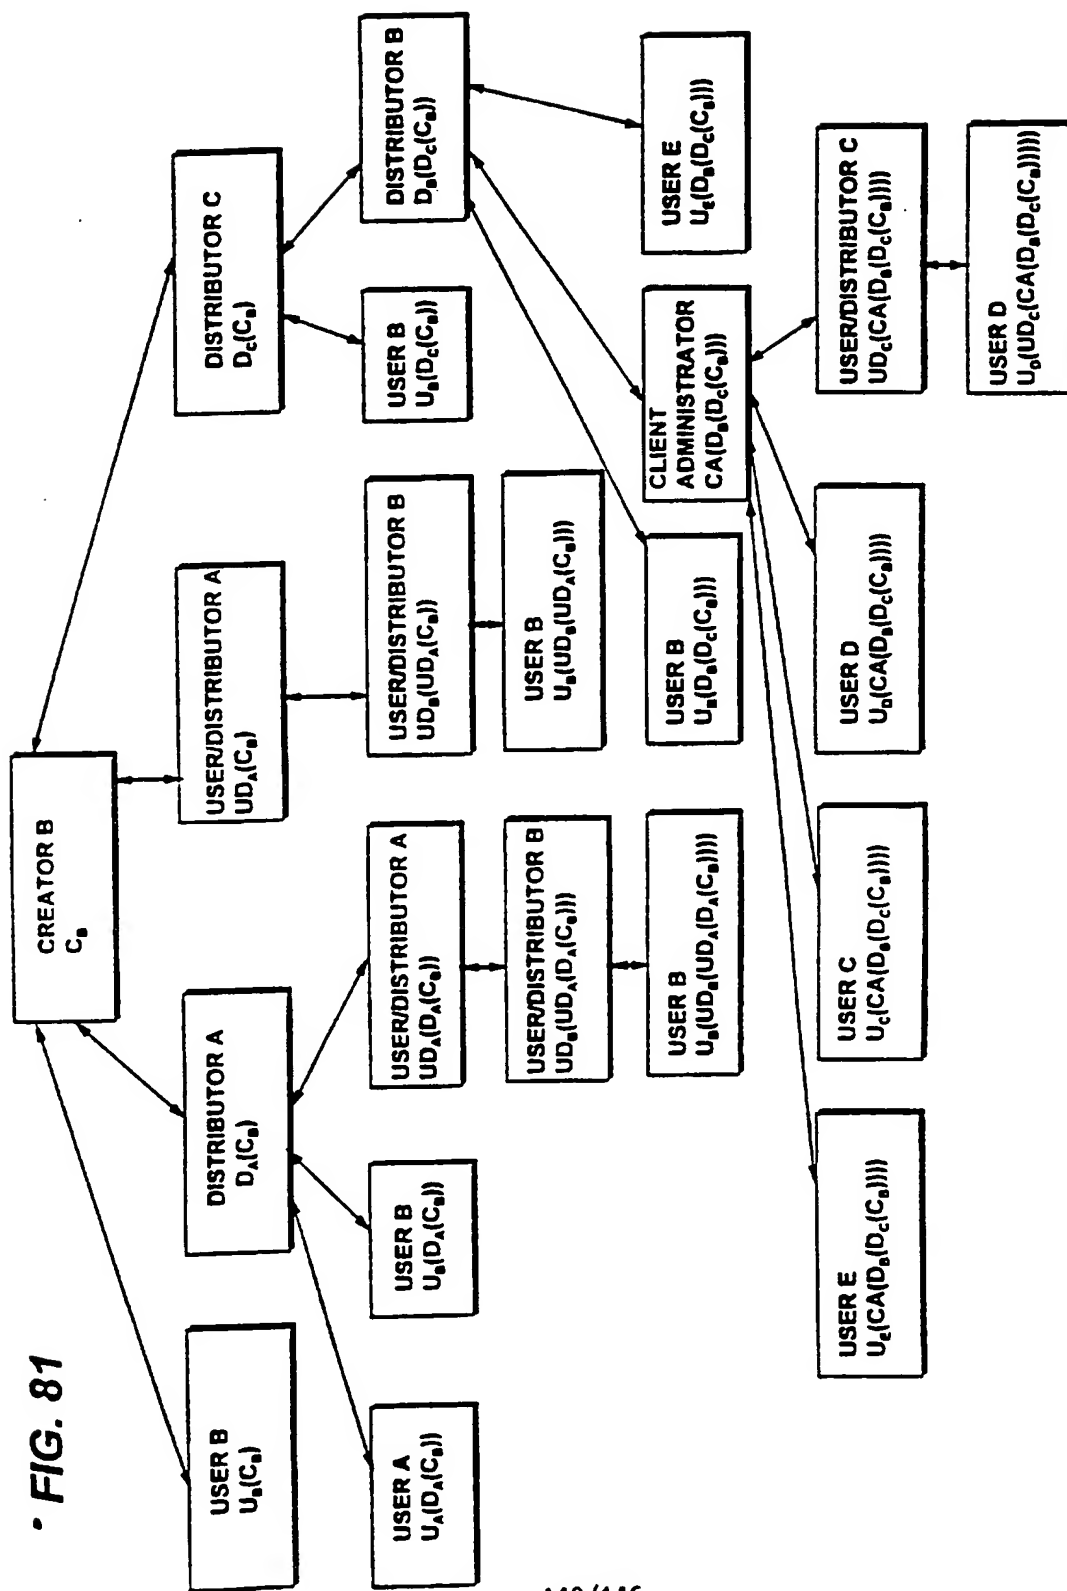 FIG. 81
CREATOR B
C_B
USER B
U_B(C_B)
DISTRIBUTOR A
D_A(C_B)
USER/DISTRIBUTOR A
UD_A(C_B)
DISTRIBUTOR C
D_C(C_B)
USER A
U_A(D_A(C_B))
USER B
U_B(D_A(C_B))
USER/DISTRIBUTOR A
UD_A(D_A(C_B))
USER/DISTRIBUTOR B
UD_B(UD_A(C_B))
USER B
U_B(D_C(C_B))
DISTRIBUTOR B
D_B(D_C(C_B))
USER/DISTRIBUTOR B
UD_B(UD_A(D_A(C_B)))
USER B
U_B(UD_B(UD_A(C_B)))
USER B
U_B(UD_B(UD_A(D_A(C_B))))
USER B
U_B(D_B(D_C(C_B)))
CLIENT
ADMINISTRATOR
CA(D_B(D_C(C_B)))
USER E
U_E(D_B(D_C(C_B)))
USER E
U_E(CA(D_B(D_C(C_B))))
USER C
U_C(CA(D_B(D_C(C_B))))
USER D
U_D(CA(D_B(D_C(C_B))))
USER/DISTRIBUTOR C
UD_C(CA(D_B(D_C(C_B))))
USER D
U_D(UD_C(CA(D_B(D_C(C_B))))))